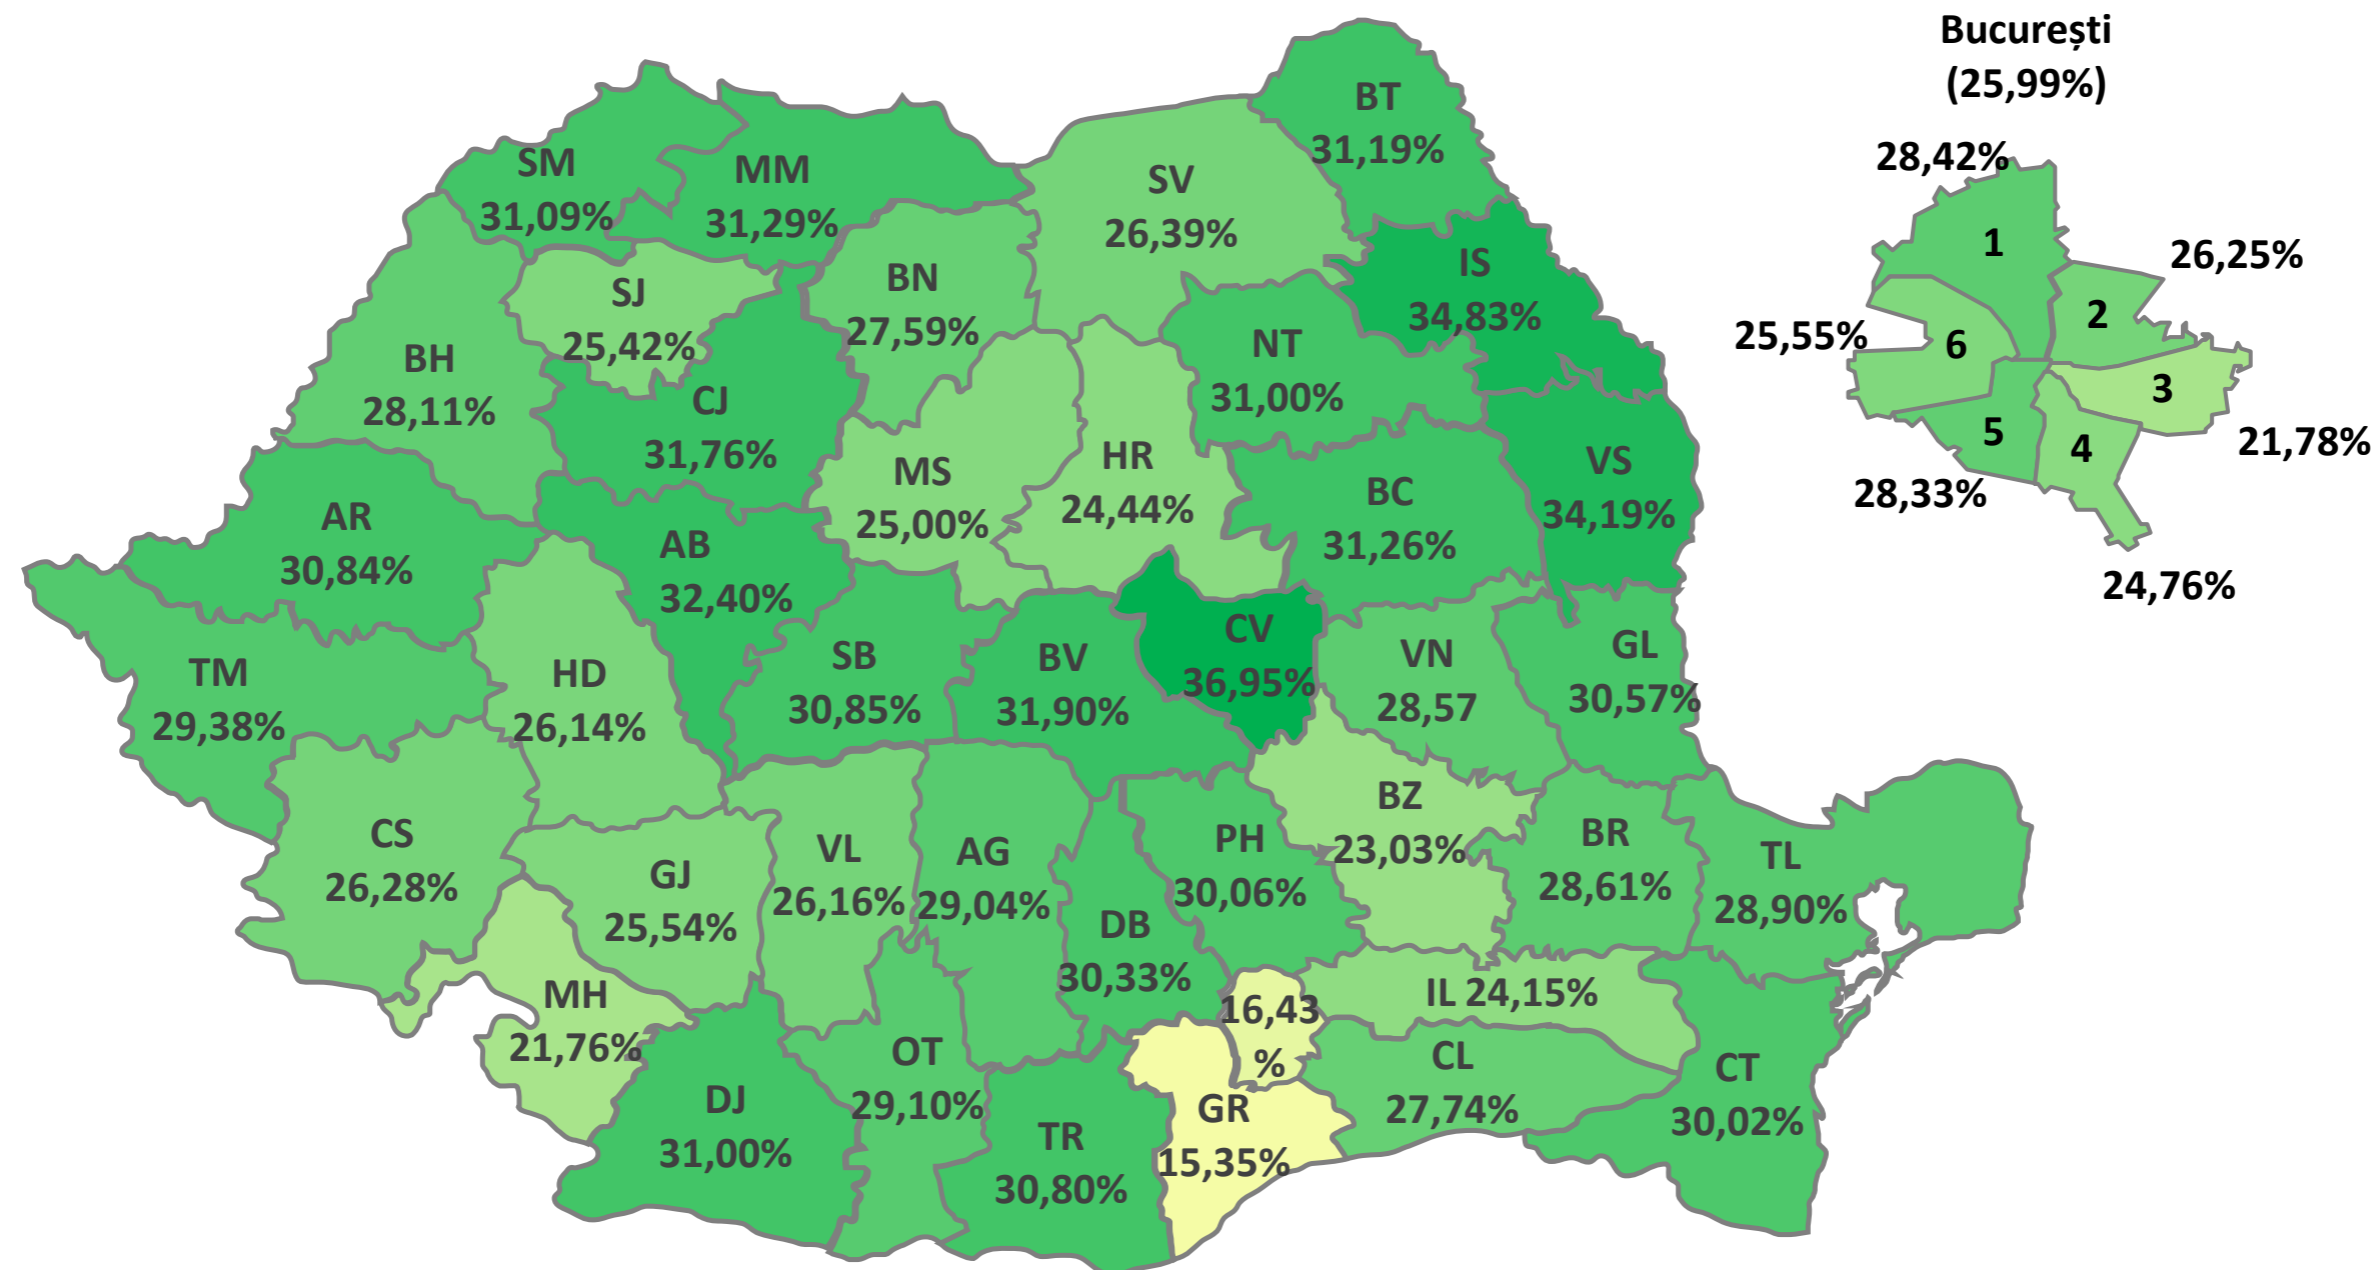 București
(25,99%)
28,42%
1
26,25%
2
25,55%
6
3
21,78%
5
4
28,33%
24,76%
BT
31,19%
SM
31,09%
MM
31,29%
SV
26,39%
IS
34,83%
BN
27,59%
SJ
25,42%
NT
31,00%
BH
28,11%
CJ
31,76%
HR
24,44%
MS
25,00%
VS
34,19%
BC
31,26%
AR
30,84%
AB
32,40%
CV
36,95%
VN
28,57
GL
30,57%
SB
30,85%
BV
31,90%
TM
29,38%
HD
26,14%
BZ
23,03%
CS
26,28%
VL
26,16%
AG
29,04%
PH
30,06%
BR
28,61%
TL
28,90%
GJ
25,54%
DB
30,33%
MH
21,76%
16,43
%
IL 24,15%
OT
29,10%
CL
27,74%
CT
30,02%
DJ
31,00%
GR
15,35%
TR
30,80%